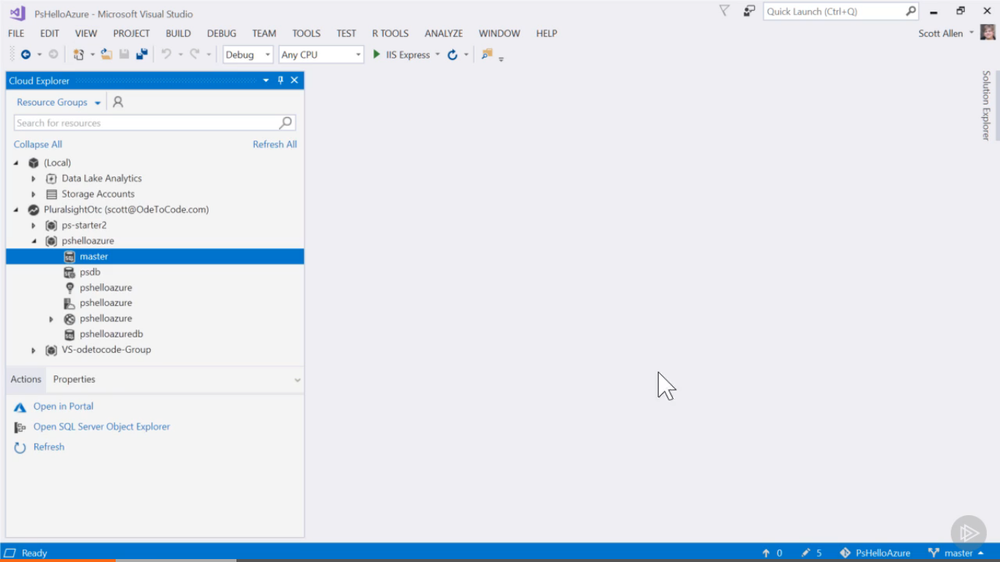 PsHelloAzure - Microsoft Visual Studio
Quick Launch (Ctrl+Q)
FILE EDIT VIEW PROJECT BUILD DEBUG TEAM TOOLS TEST R TOOLS ANALYZE WINDOW HELP
Scott Allen
Debug Any CPU IIS Express
Cloud Explorer
Solution Explorer
Resource Groups
Search for resources
Collapse All Refresh All
(Local)
Data Lake Analytics
Storage Accounts
PluralsightOtc (scott@OdeToCode.com)
ps-starter2
pshelloazure
master
psdb
pshelloazure
pshelloazure
pshelloazure
pshelloazuredb
VS-odetocode-Group
Actions Properties
Open in Portal
Open SQL Server Object Explorer
Refresh
Ready 0 5 PsHelloAzure master